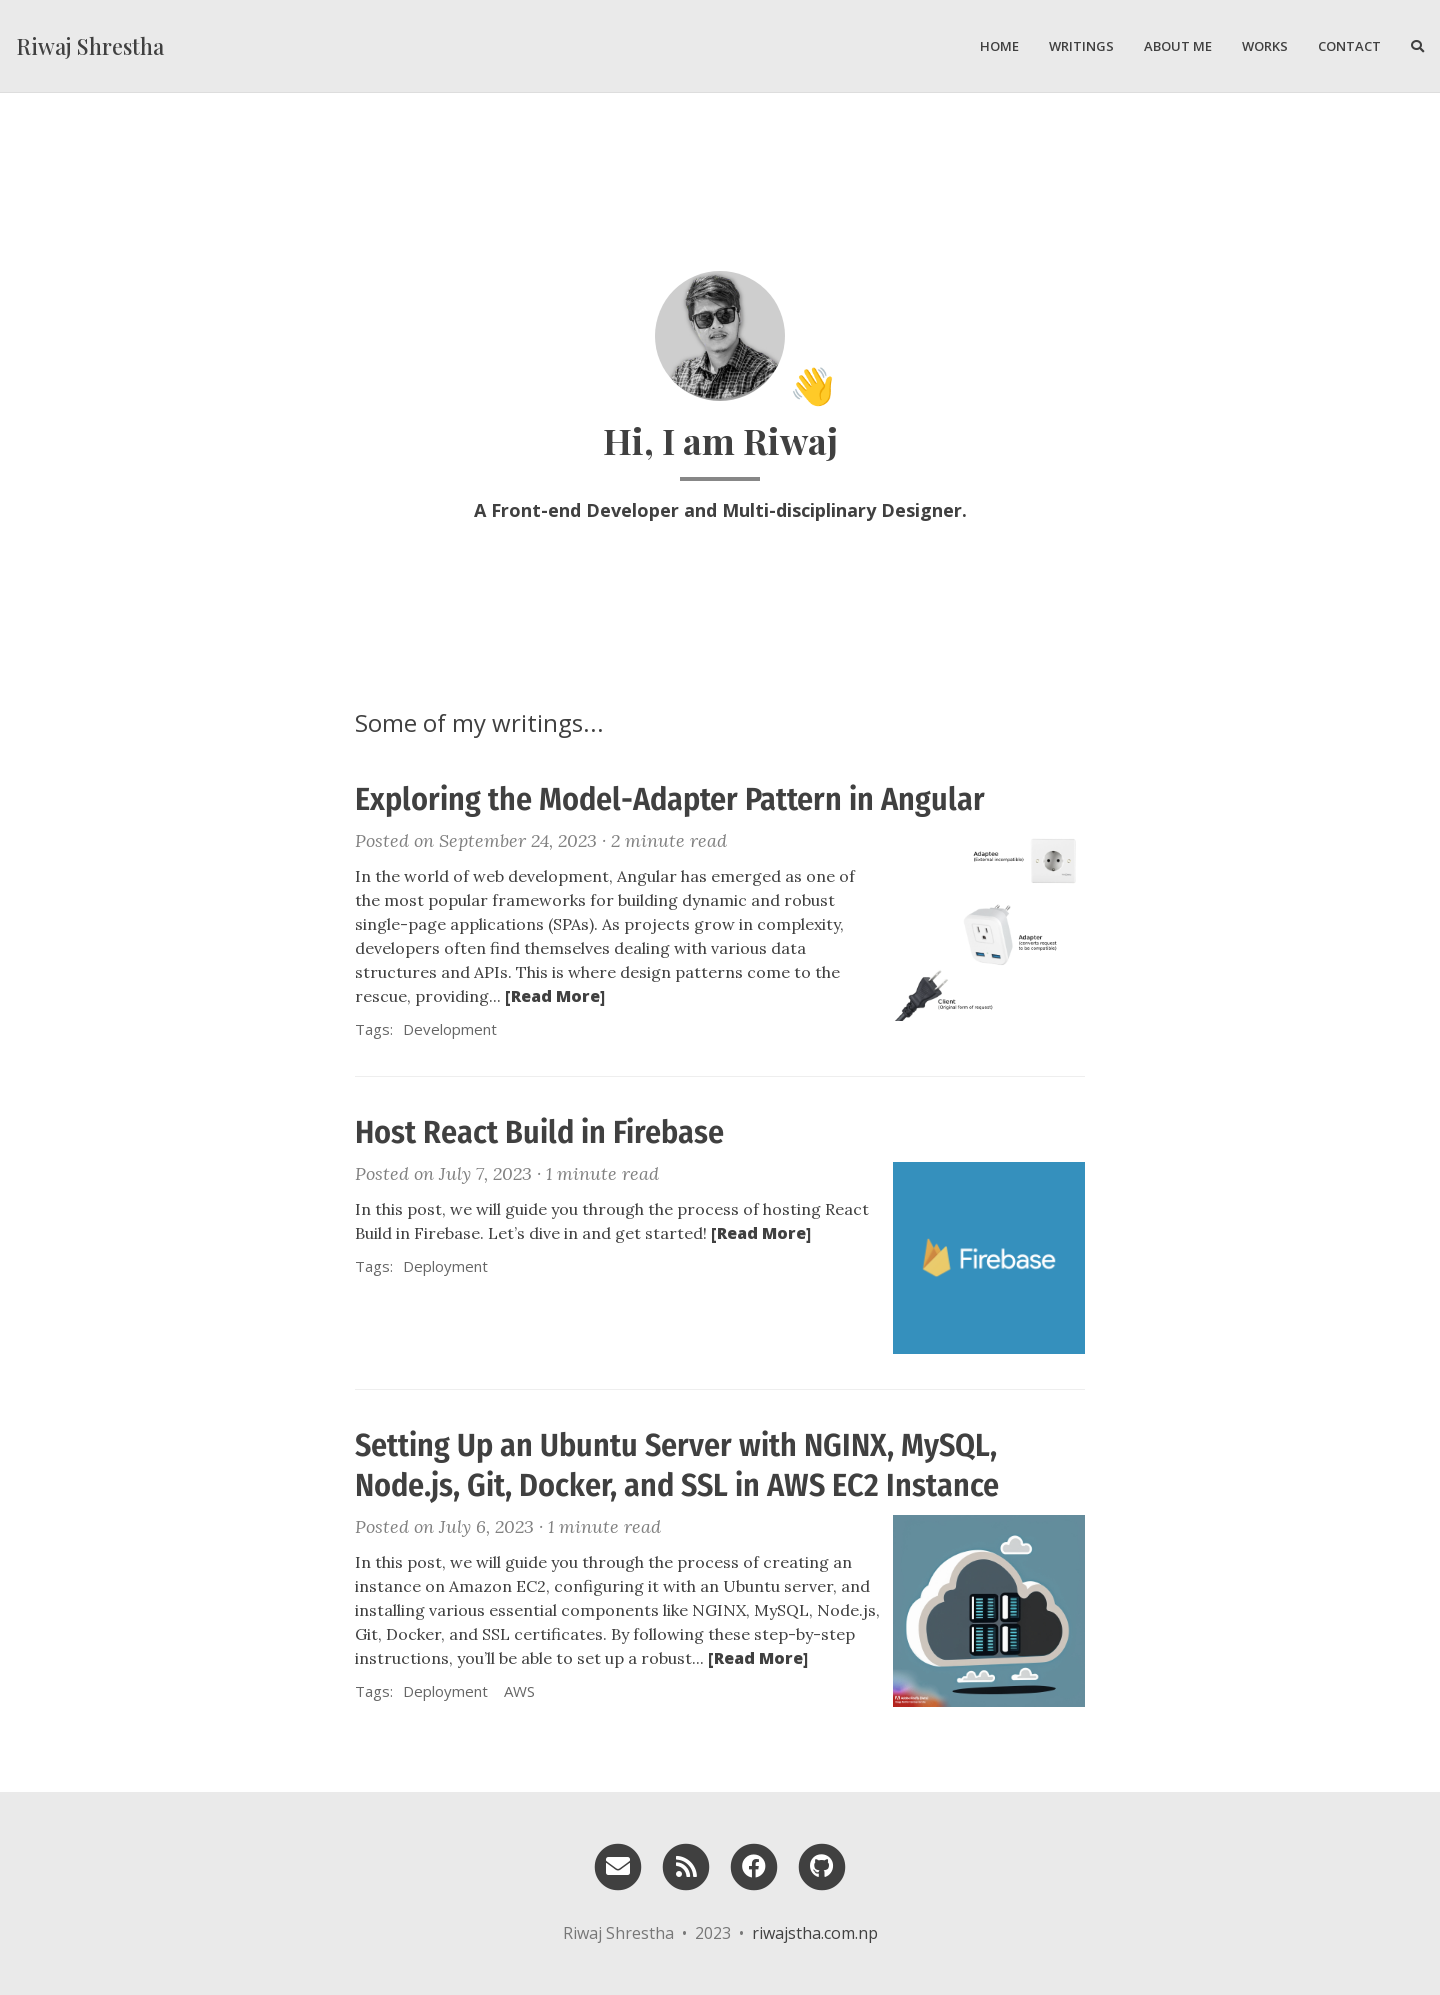 Riwaj Shrestha
HOME
WRITINGS
ABOUT ME
WORKS
CONTACT
Hi, I am Riwaj
A Front-end Developer and Multi-disciplinary Designer.
Some of my writings...
Exploring the Model-Adapter Pattern in Angular
Posted on September 24, 2023 · 2 minute read
In the world of web development, Angular has emerged as one of
the most popular frameworks for building dynamic and robust
single-page applications (SPAs). As projects grow in complexity,
developers often find themselves dealing with various data
structures and APIs. This is where design patterns come to the
rescue, providing... [Read More]
Tags: Development
Adaptee
(External incompatible)
Adapter
(converts request
to be compatible)
Client
(Original form of request)
Host React Build in Firebase
Posted on July 7, 2023 · 1 minute read
In this post, we will guide you through the process of hosting React
Build in Firebase. Let’s dive in and get started! [Read More]
Tags: Deployment
Firebase
Setting Up an Ubuntu Server with NGINX, MySQL,
Node.js, Git, Docker, and SSL in AWS EC2 Instance
Posted on July 6, 2023 · 1 minute read
In this post, we will guide you through the process of creating an
instance on Amazon EC2, configuring it with an Ubuntu server, and
installing various essential components like NGINX, MySQL, Node.js,
Git, Docker, and SSL certificates. By following these step-by-step
instructions, you’ll be able to set up a robust... [Read More]
Tags: Deployment AWS
Riwaj Shrestha • 2023 • riwajstha.com.np